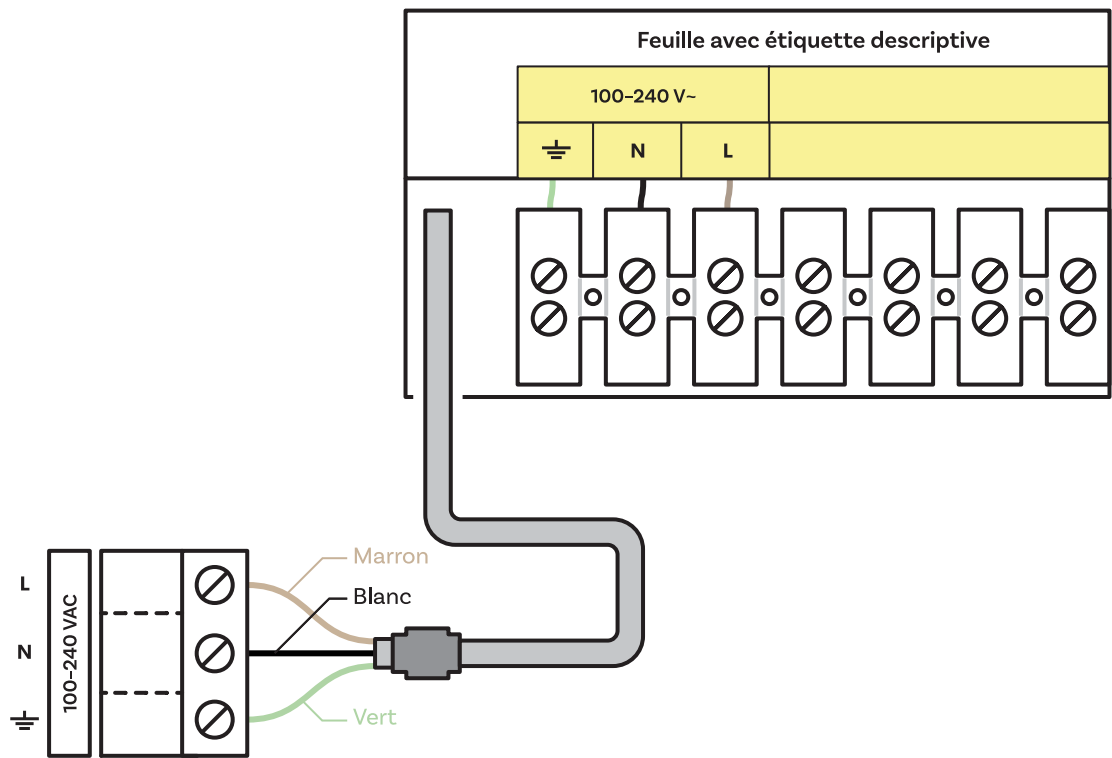 Feuille avec étiquette descriptive
100–240 V~
N
L
L
Marron
Blanc
100–240 VAC
N
Vert